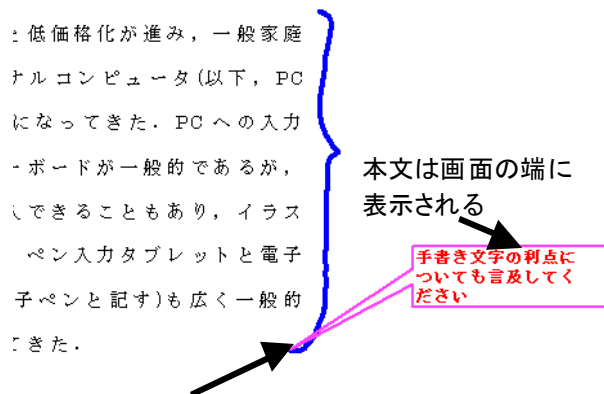 と低価格化が進み，一般家庭
ナルコンピュータ(以下，PC
になってきた．PCへの入力
ーボードが一般的であるが，
できることもあり，イラス
ペン入力タブレットと電子
子ペンと記す)も広く一般的
てきた．
本文は画面の端に
表示される
手書き文字の利点に
ついても言及してく
ださい